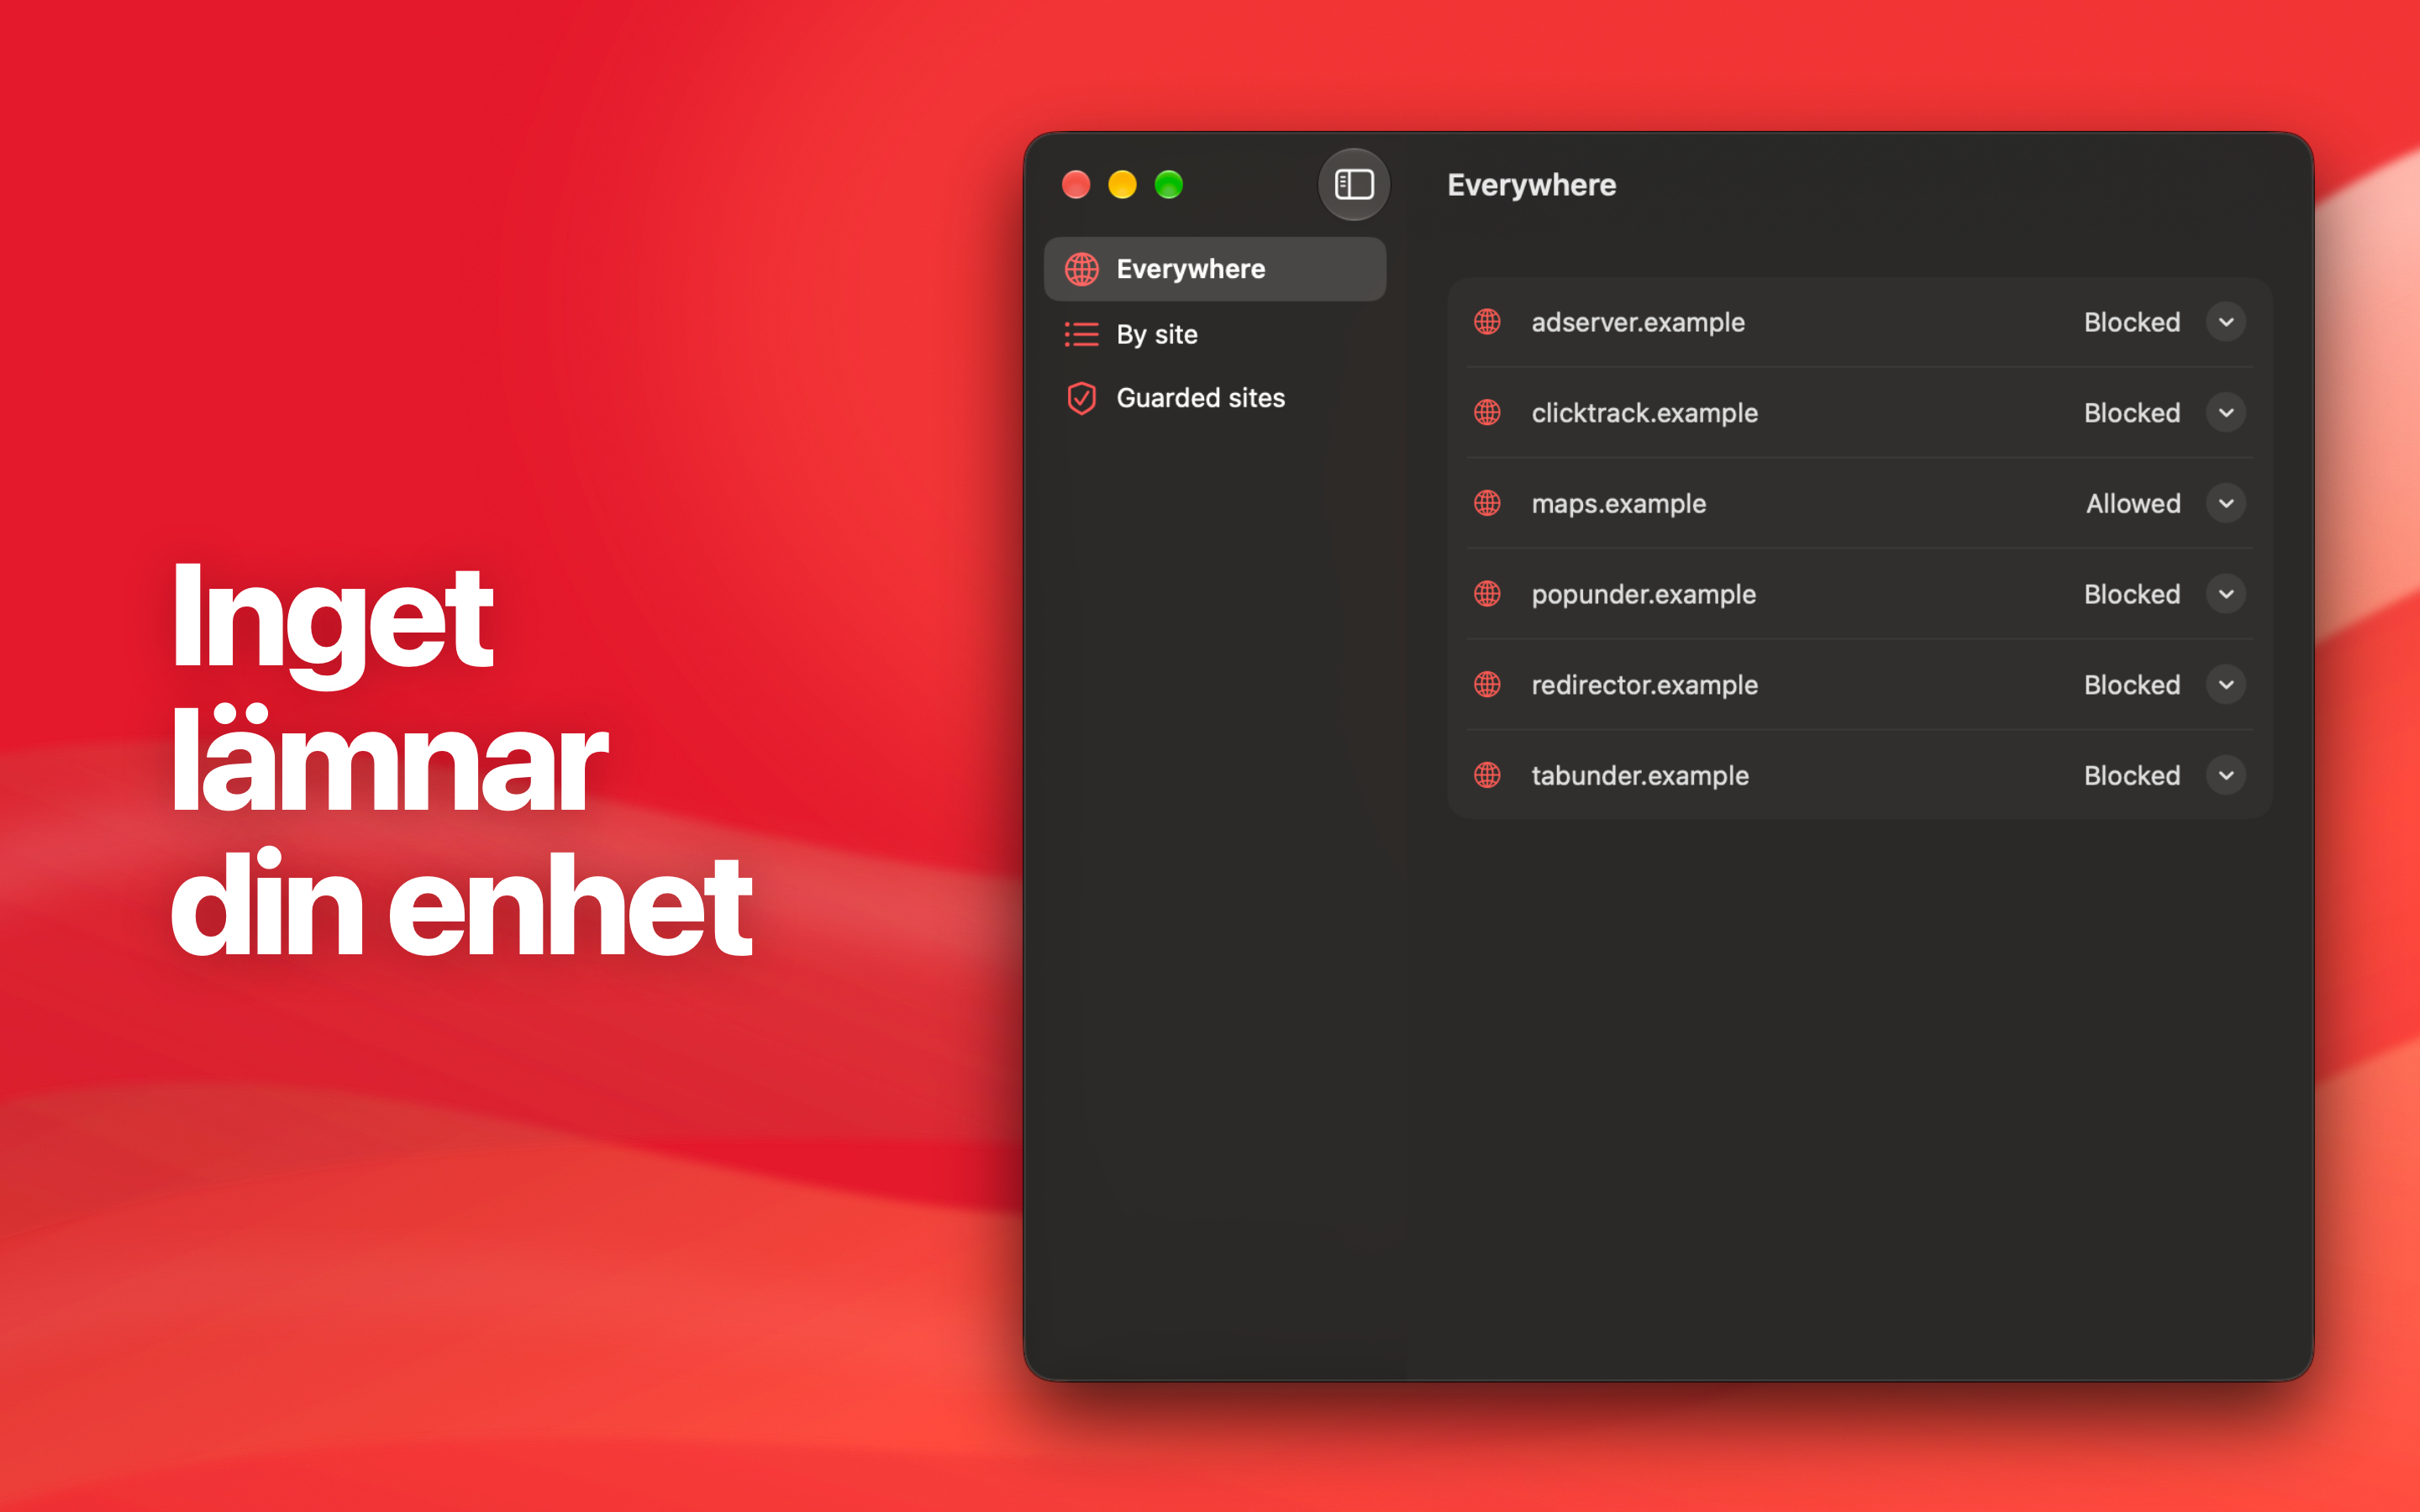 Inget
lämnar
din enhet
Everywhere
By site
Guarded sites
Everywhere
adserver.example Blocked
clicktrack.example Blocked
maps.example Allowed
popunder.example Blocked
redirector.example Blocked
tabunder.example Blocked